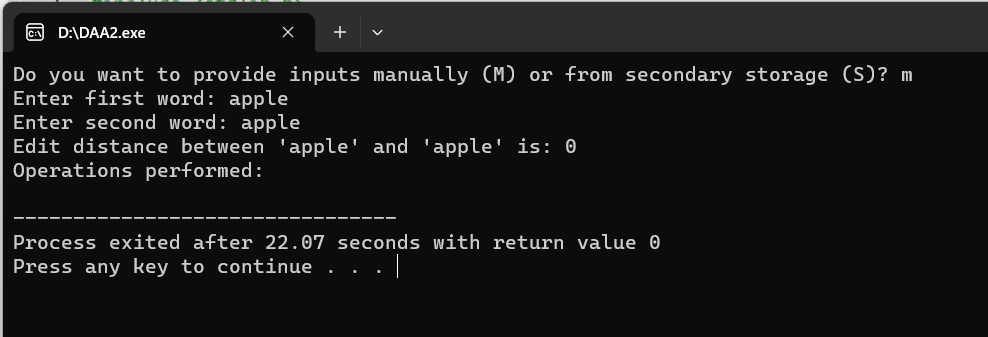 D:\DAA2.exe
Do you want to provide inputs manually (M) or from secondary storage (S)? m
Enter first word: apple
Enter second word: apple
Edit distance between 'apple' and 'apple' is: 0
Operations performed:
--------------------------------
Process exited after 22.07 seconds with return value 0
Press any key to continue . . .